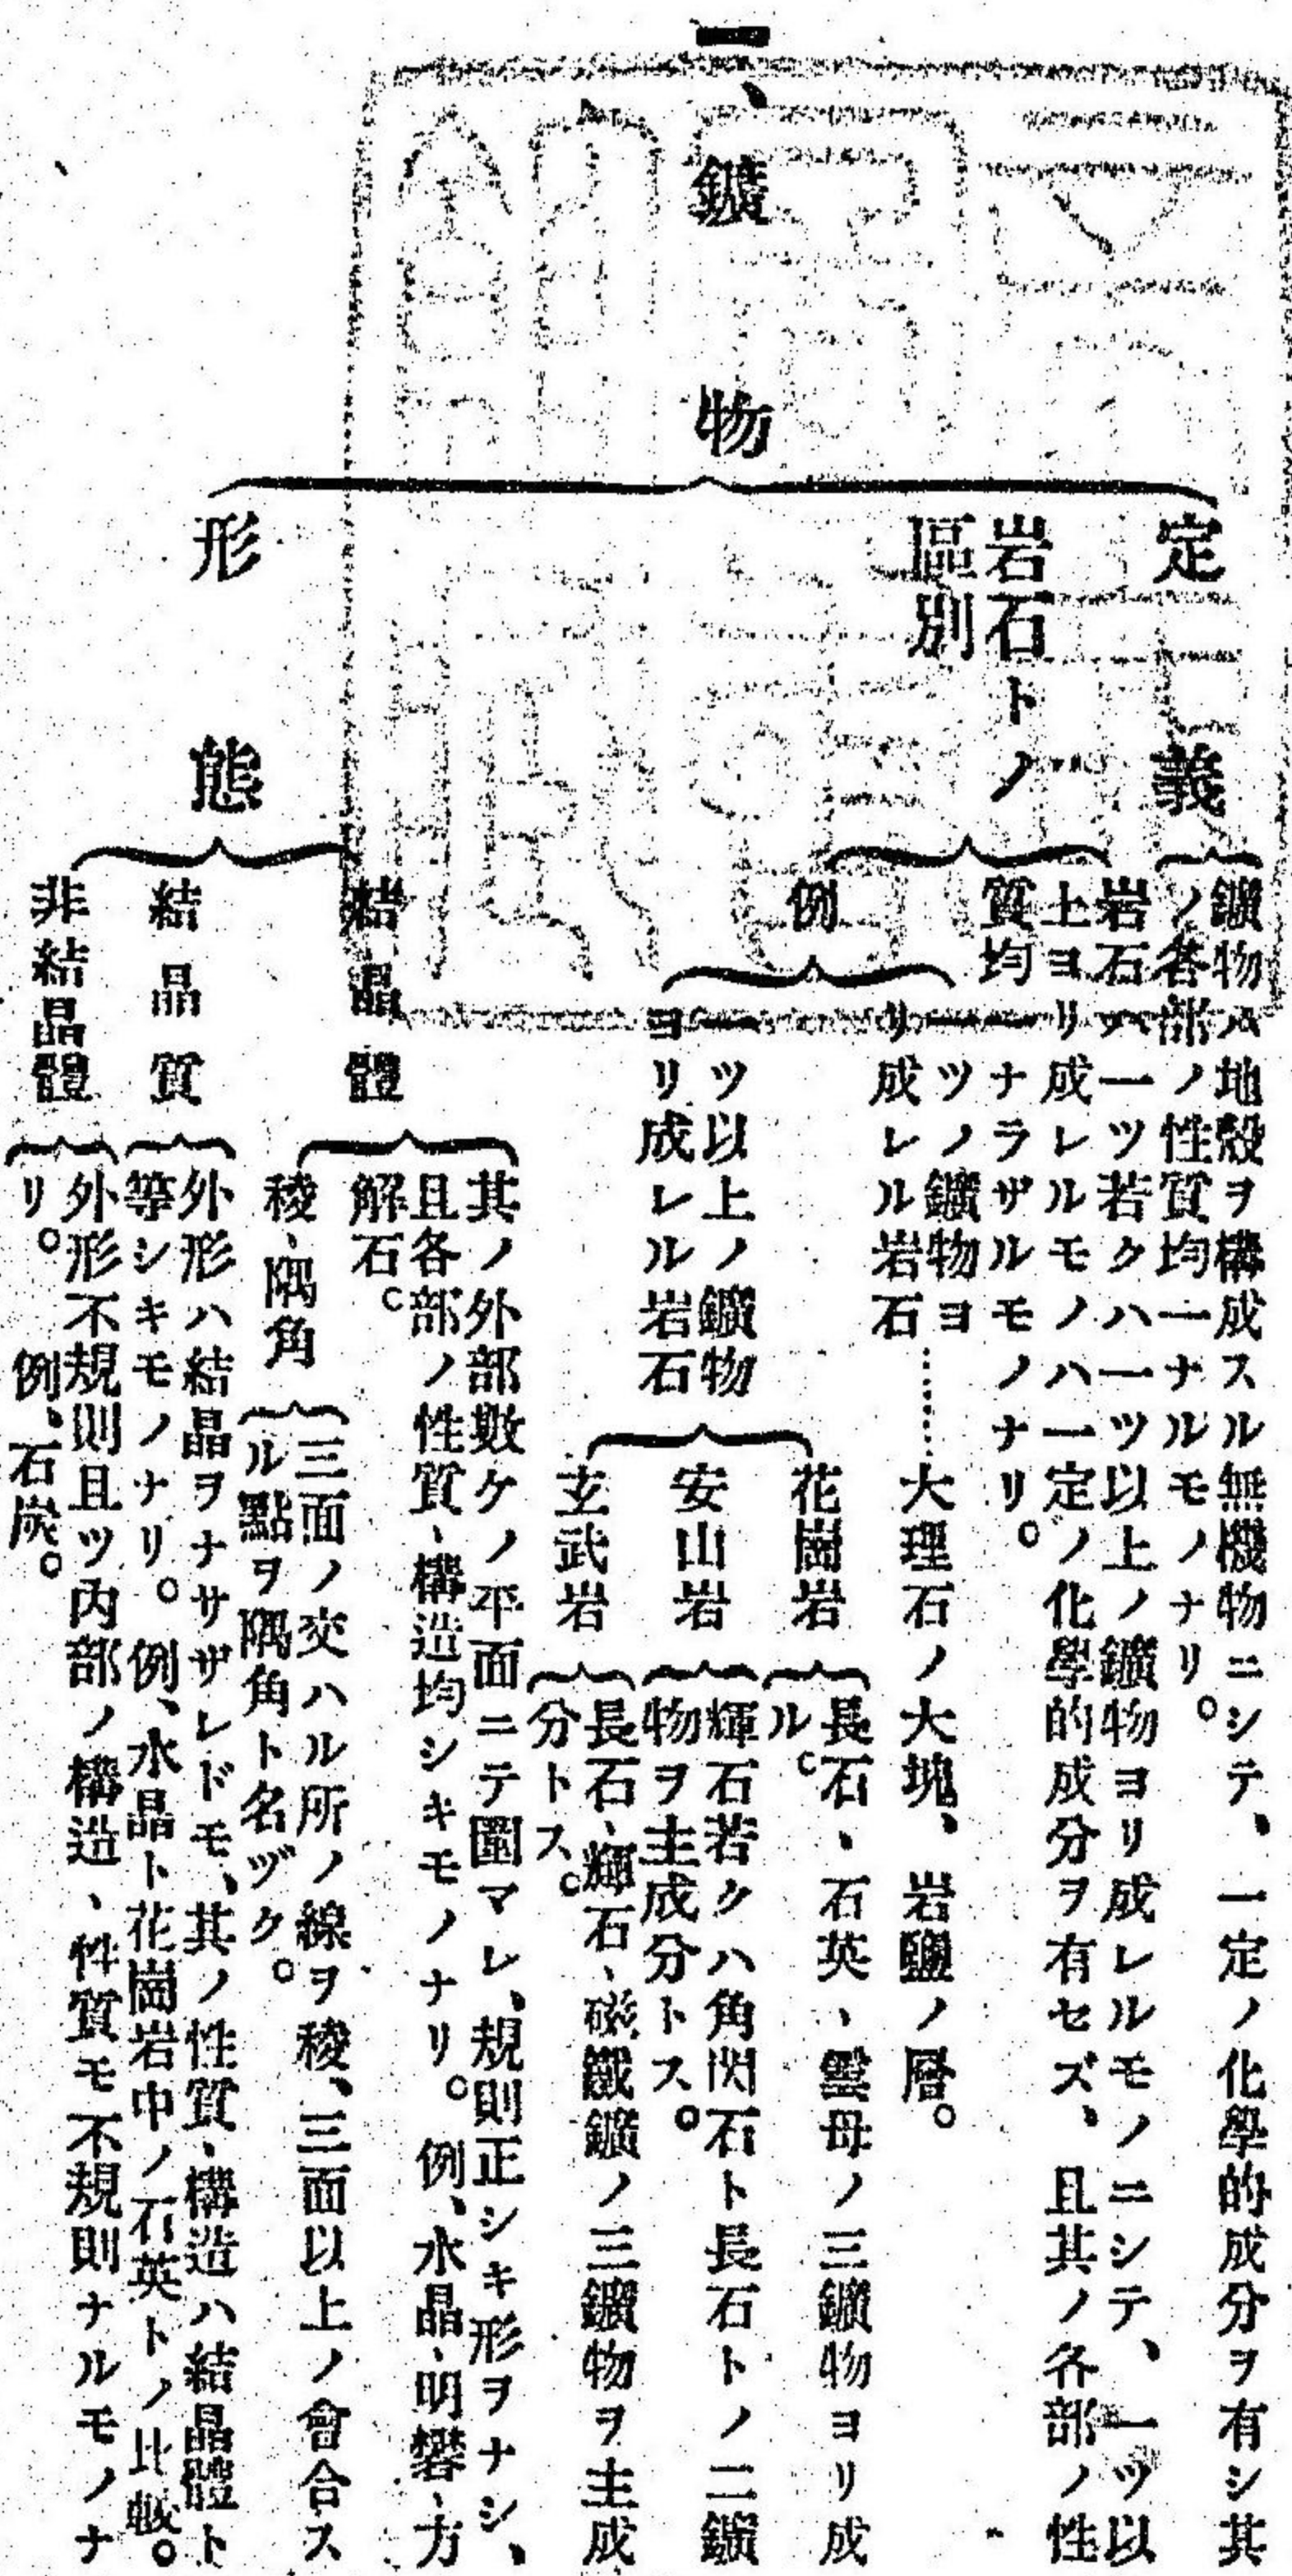 一、鑛物
定義
鑛物ハ地殼ヲ構成スル無機物ニシテ、一定ノ化學的成分ヲ有シ其
ノ各部ノ性質均一ナルモノナリ。
岩石トノ
區別
岩石ハ一ツ若クハ一ツ以上ノ鑛物ヨリ成レルモノニシテ、一ツ以
上ヨリ成レルモノハ一定ノ化學的成分ヲ有セズ、且其ノ各部ノ性
質均一ナラザルモノナリ。
例
一ツノ鑛物ヨ
リ成レル岩石……大理石ノ大塊、岩鹽ノ層。
一ツ以上ノ鑛物
ヨリ成レル岩石
花崗岩
長石、石英、雲母ノ三鑛物ヨリ成
ル。
安山岩
輝石若クハ角閃石ト長石トノ二鑛
物ヲ主成分トス。
玄武岩
長石、輝石、磁鐵鑛ノ三鑛物ヲ主成
分トス。
形態
結晶體
其ノ外部數ケノ平面ニテ圍マレ、規則正シキ形ヲナシ、
且各部ノ性質、構造均シキモノナリ。例、水晶、明礬、方
解石。
稜、隅角
三面ノ交ハル所ノ線ヲ稜、三面以上ノ會合ス
ル點ヲ隅角ト名ヅク。
結晶質
外形ハ結晶ヲナサザレドモ、其ノ性質、構造ハ結晶體ト
等シキモノナリ。例、水晶ト花崗岩中ノ石英トノ比較。
非結晶體
外形不規則且ツ内部ノ構造、性質モ不規則ナルモノナ
リ。例、石炭。